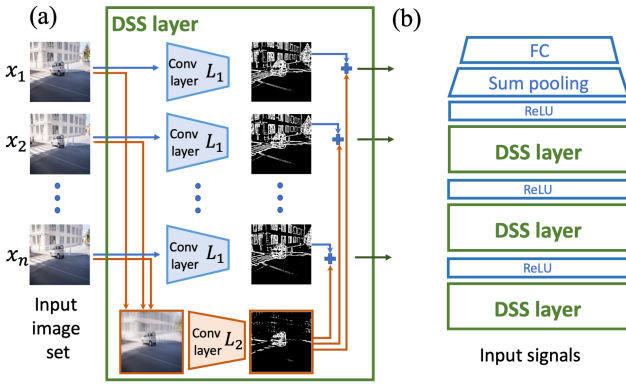 (a)
DSS layer
(b)
x₁
Conv
layer L₁
x₂
Conv
layer L₁
xₙ
Conv
layer L₁
Input
image
set
Conv
layer L₂
FC
Sum pooling
ReLU
DSS layer
ReLU
DSS layer
ReLU
DSS layer
Input signals